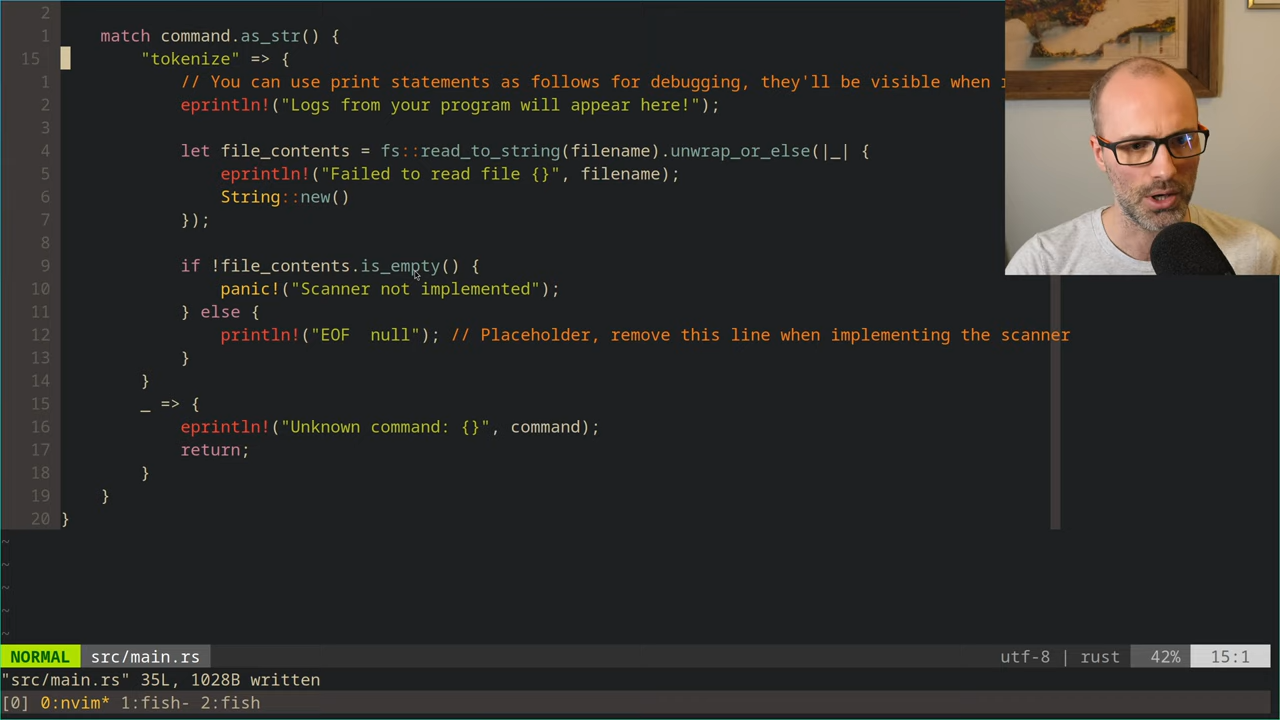 2
1 match command.as_str() {
15 "tokenize" => {
1 // You can use print statements as follows for debugging, they'll be visible when
2 eprintln!("Logs from your program will appear here!");
3
4 let file_contents = fs::read_to_string(filename).unwrap_or_else(|_| {
5 eprintln!("Failed to read file {}", filename);
6 String::new()
7 });
8
9 if !file_contents.is_empty() {
10 panic!("Scanner not implemented");
11 } else {
12 println!("EOF  null"); // Placeholder, remove this line when implementing the scanner
13 }
14 }
15 _ => {
16 eprintln!("Unknown command: {}", command);
17 return;
18 }
19 }
20 }
~
~
~
~
~
NORMAL src/main.rs utf-8 | rust 42% 15:1
"src/main.rs" 35L, 1028B written
[0] 0:nvim* 1:fish- 2:fish